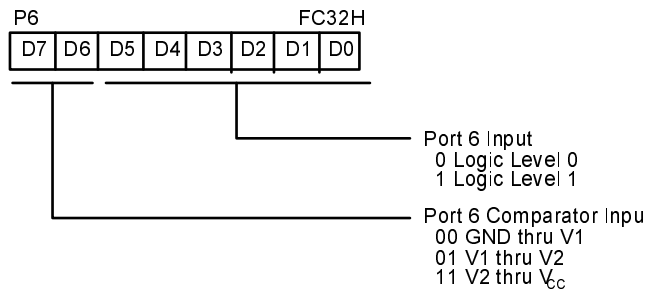 P6 FC32H
D7 D6 D5 D4 D3 D2 D1 D0
Port 6 Input
0 Logic Level 0
1 Logic Level 1
Port 6 Comparator Inpu
00 GND thru V1
01 V1 thru V2
11 V2 thru VCC